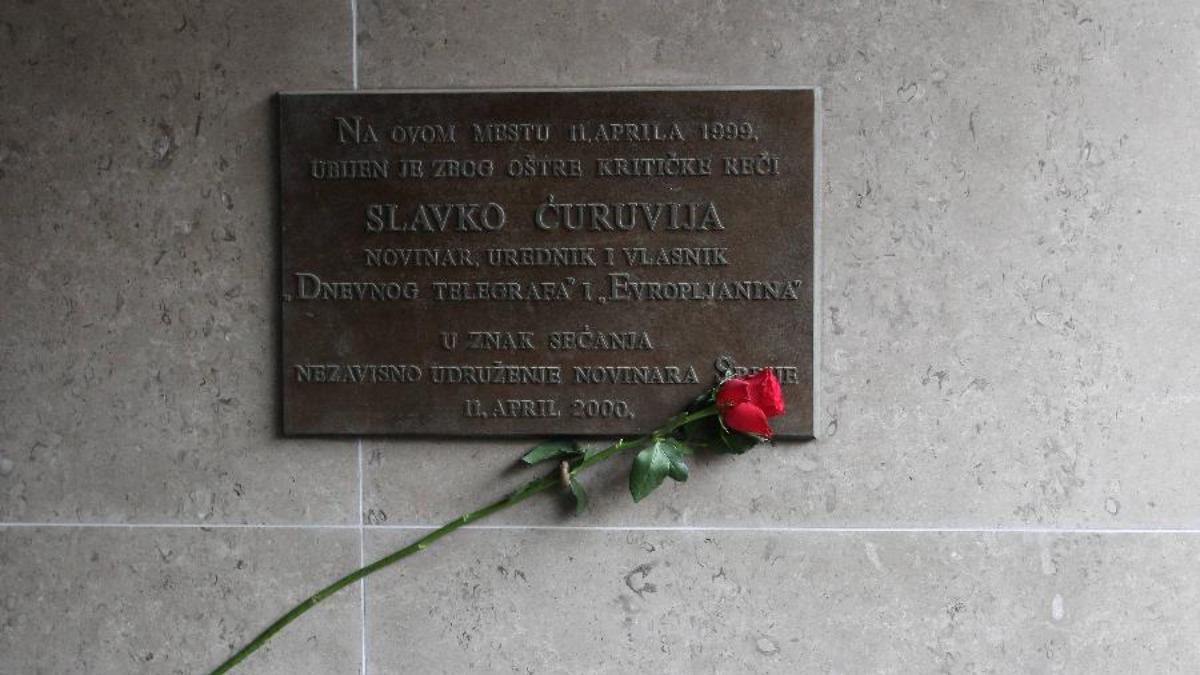 NA OVOM MESTU 11. APRILA 1999.
UBIJEN JE ZBOG OŠTRE KRITIČKE REČI
SLAVKO ĆURUVIJA
NOVINAR, UREDNIK I VLASNIK
„DNEVNOG TELEGRAFA” I „EVROPLJANINA”
U ZNAK SEĆANJA
NEZAVISNO UDRUŽENJE NOVINARA SRBIJE
11. APRIL 2000.